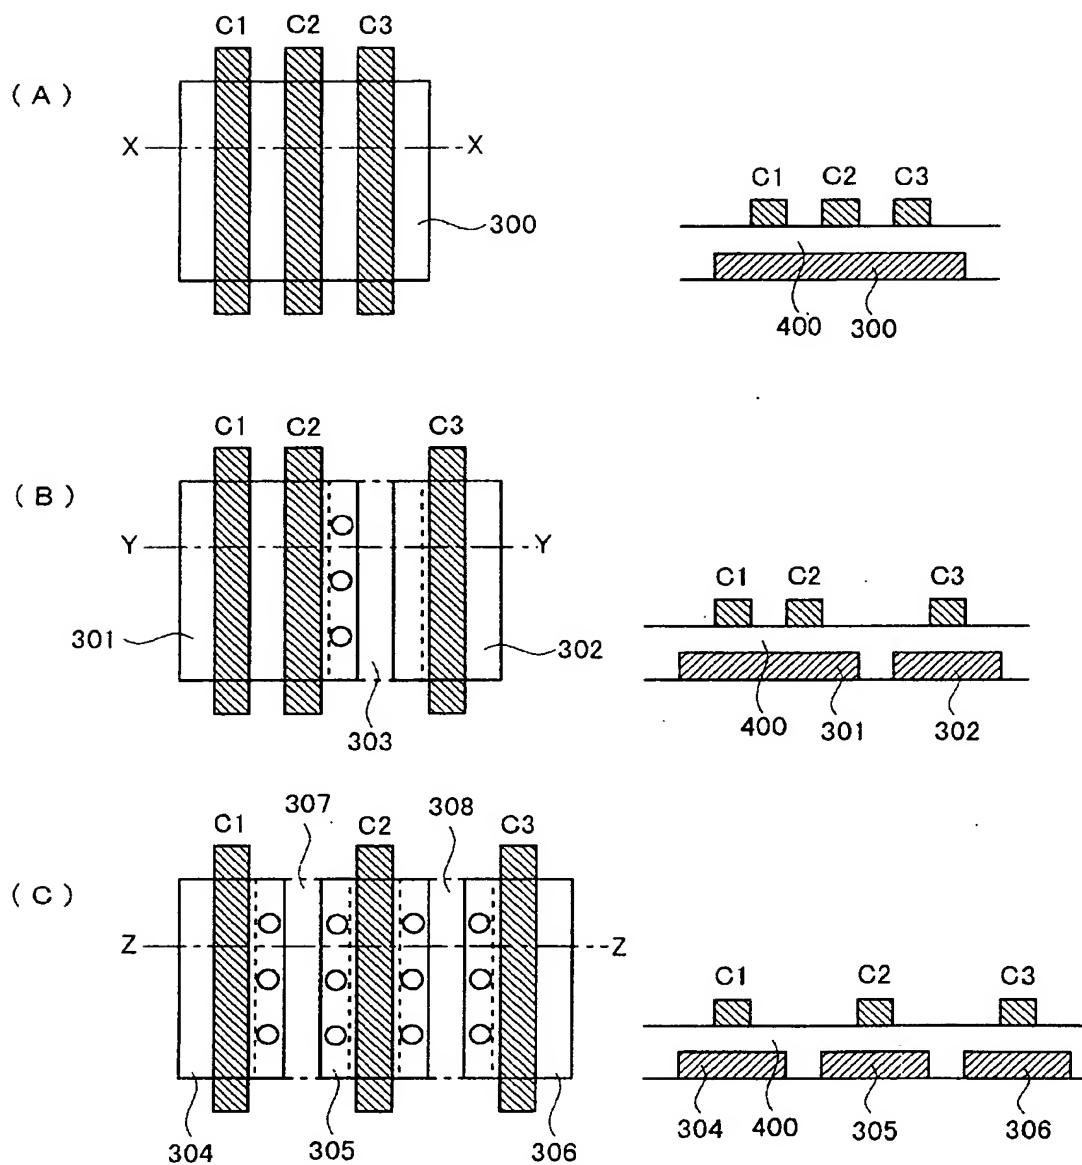 C1 C2 C3
( A )
X X
300
C1 C2 C3
400 300
C1 C2 C3
( B )
Y Y
301
302
303
C1 C2 C3
400 301 302
307 308
C1 C2 C3
( C )
Z Z
304 305 306
C1 C2 C3
304 400 305 306